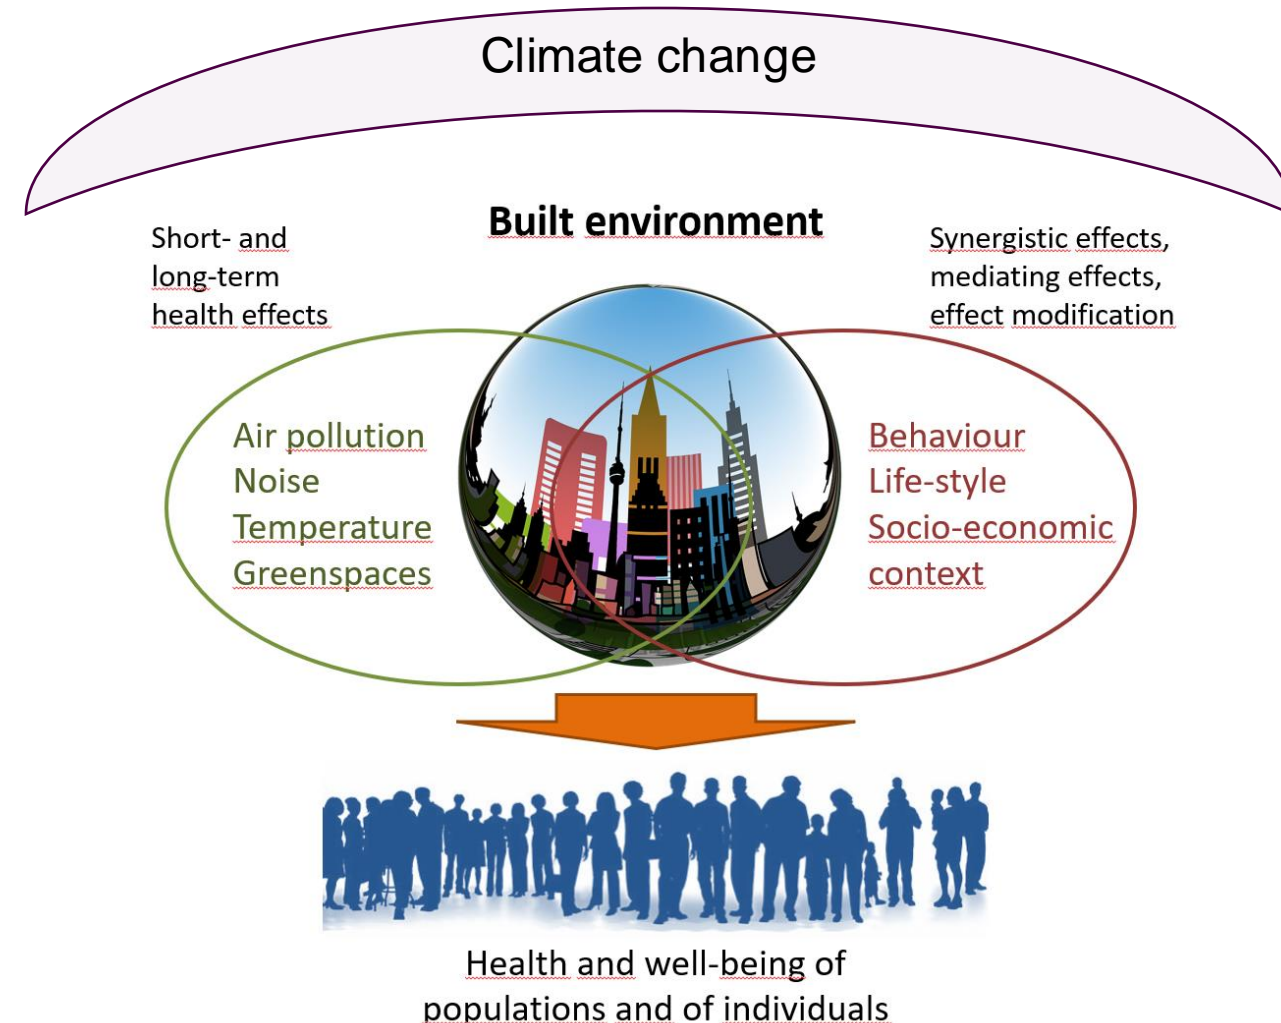 Climate change
Built environment
Short- and
long-term
health effects
Synergistic effects,
mediating effects,
effect modification
Air pollution
Noise
Temperature
Greenspaces
Behaviour
Life-style
Socio-economic
context
Health and well-being of
populations and of individuals